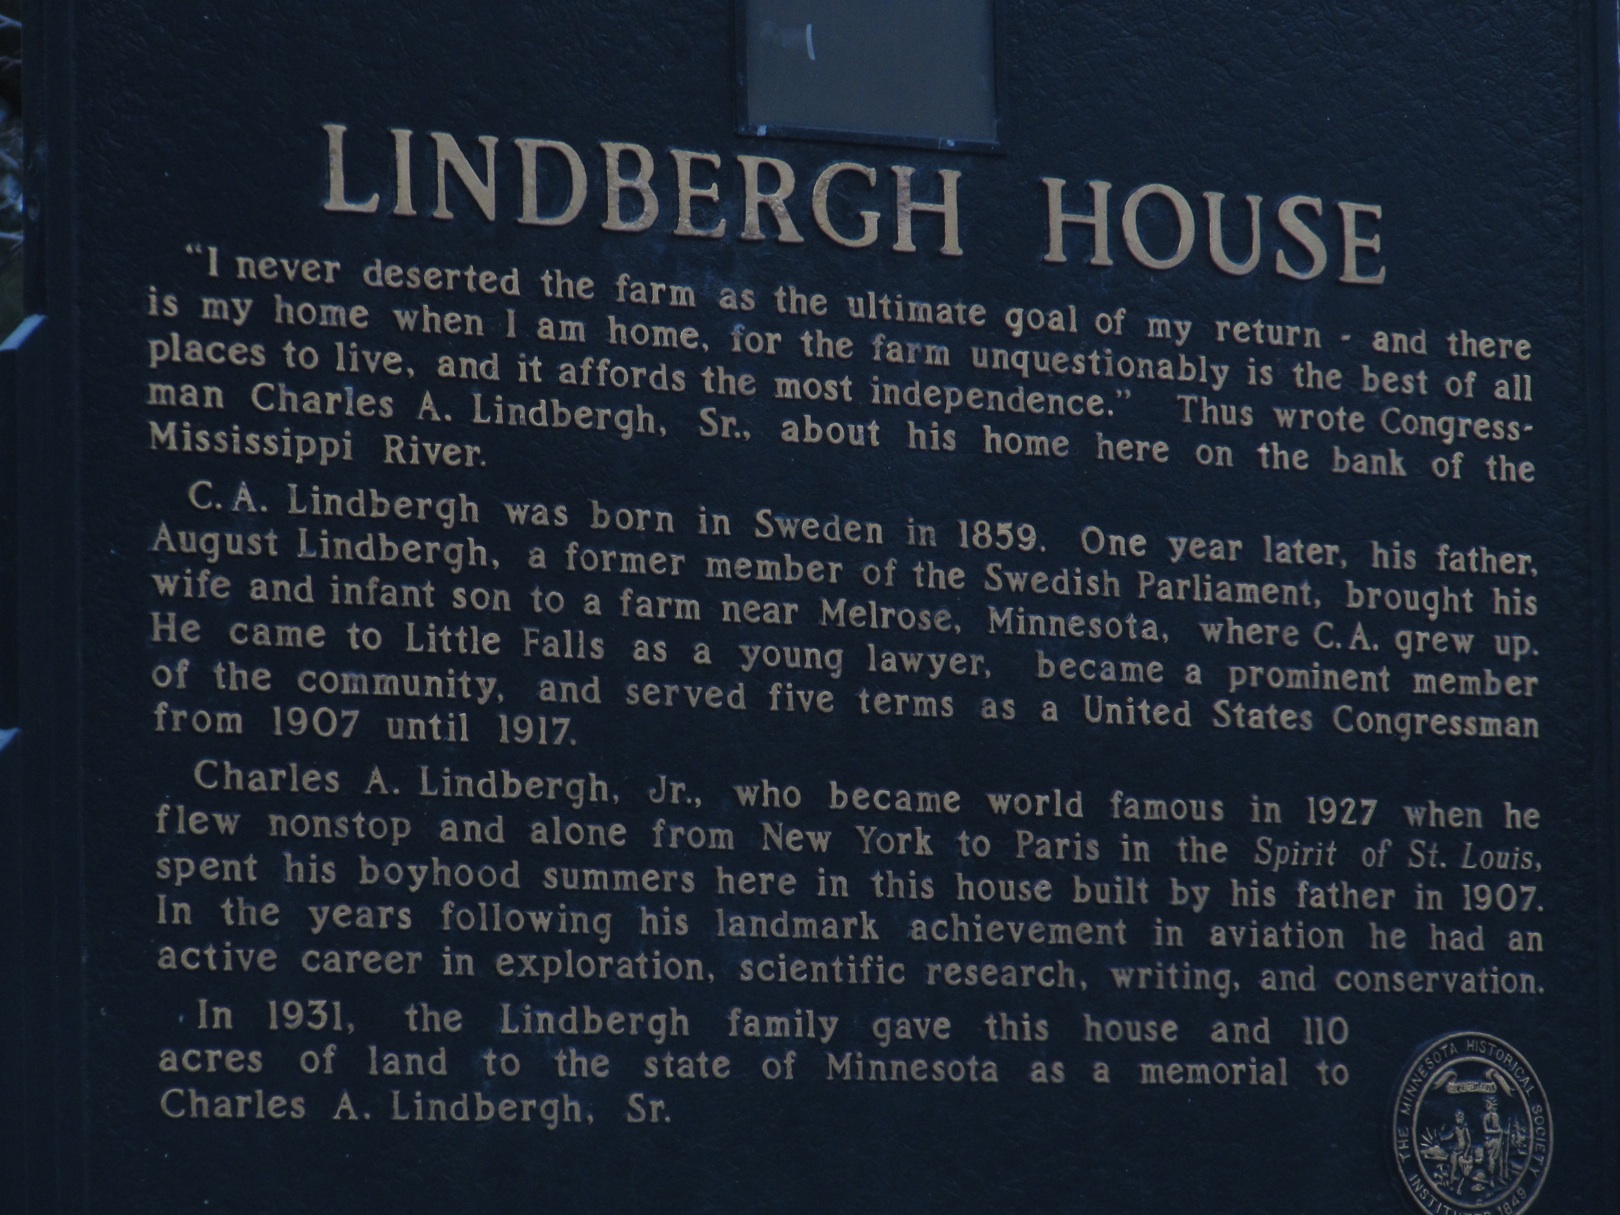 LINDBERGH HOUSE
"I never deserted the farm as the ultimate goal of my return - and there
is my home when I am home, for the farm unquestionably is the best of all
places to live, and it affords the most independence." Thus wrote Congress-
man Charles A. Lindbergh, Sr., about his home here on the bank of the
Mississippi River.
C. A. Lindbergh was born in Sweden in 1859. One year later, his father,
August Lindbergh, a former member of the Swedish Parliament, brought his
wife and infant son to a farm near Melrose, Minnesota, where C. A. grew up.
He came to Little Falls as a young lawyer, became a prominent member
of the community, and served five terms as a United States Congressman
from 1907 until 1917.
Charles A. Lindbergh, Jr., who became world famous in 1927 when he
flew nonstop and alone from New York to Paris in the Spirit of St. Louis,
spent his boyhood summers here in this house built by his father in 1907.
In the years following his landmark achievement in aviation he had an
active career in exploration, scientific research, writing, and conservation.
In 1931, the Lindbergh family gave this house and 110
acres of land to the state of Minnesota as a memorial to
Charles A. Lindbergh, Sr.
THE MINNESOTA HISTORICAL SOCIETY
INSTITUTED 1849